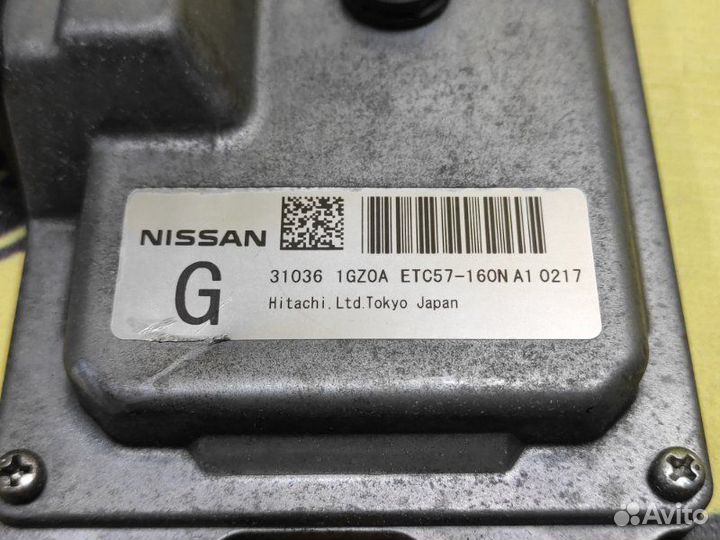 NISSAN
G
31036 1GZ0A ETC57-160N A1 0217
Hitachi.Ltd.Tokyo Japan
Avito